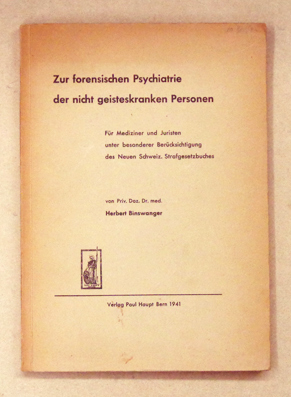 Zur forensischen Psychiatrie
der nicht geisteskranken Personen
Für Mediziner und Juristen
unter besonderer Berücksichtigung
des Neuen Schweiz. Strafgesetzbuches
von Priv. Doz. Dr. med.
Herbert Binswanger
Verlag Paul Haupt Bern 1941